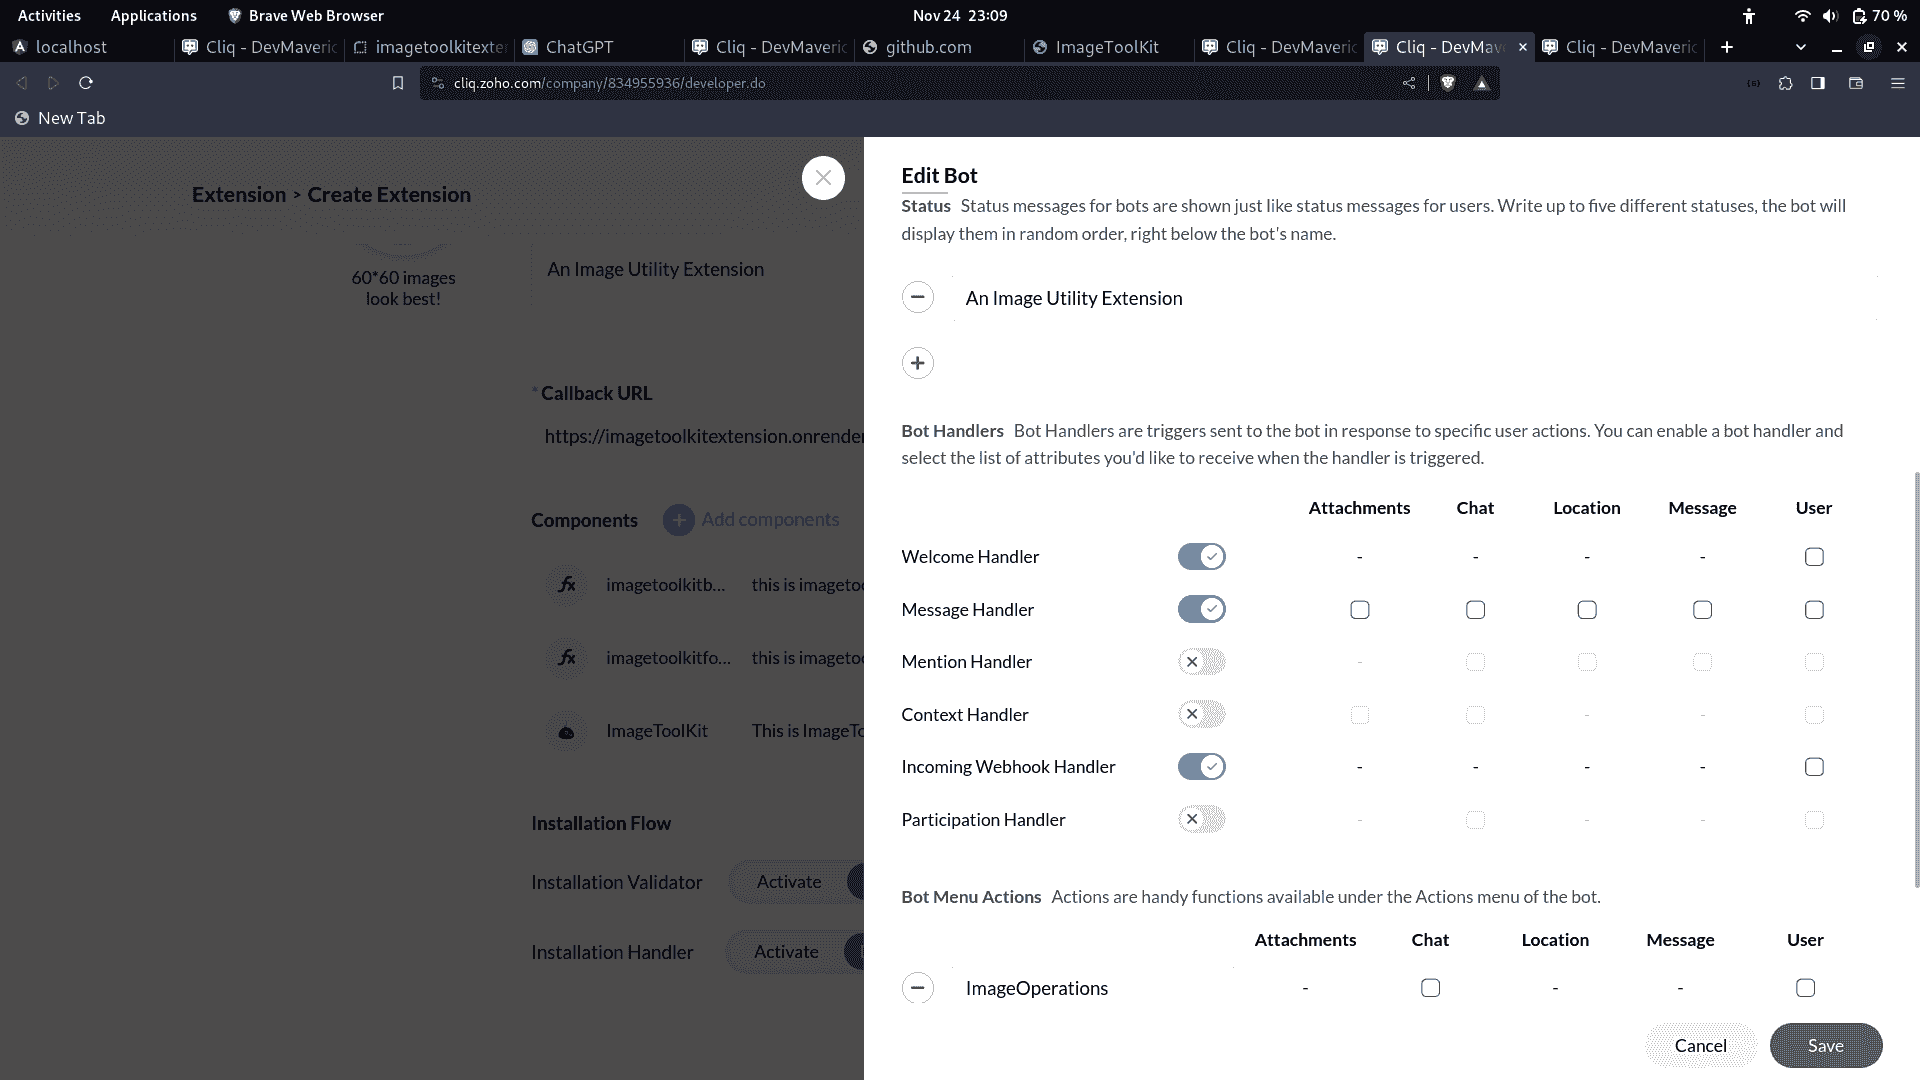 Activities Applications Brave Web Browser Nov 24 23:09 70 %
localhost Cliq - DevMaveric imagetoolkitexter ChatGPT Cliq - DevMaveric github.com ImageToolKit Cliq - DevMaveric Cliq - DevMave Cliq - DevMaveric
cliq.zoho.com/company/834955936/developer.do
New Tab
Extension > Create Extension
60*60 images
look best!
An Image Utility Extension
* Callback URL
https://imagetoolkitextension.onrender
Components Add components
imagetoolkitb... this is imagetoo
imagetoolkitfo... this is imagetoo
ImageToolKit This is ImageTo
Installation Flow
Installation Validator Activate
Installation Handler Activate
Edit Bot
Status Status messages for bots are shown just like status messages for users. Write up to five different statuses, the bot will
display them in random order, right below the bot's name.
An Image Utility Extension
Bot Handlers Bot Handlers are triggers sent to the bot in response to specific user actions. You can enable a bot handler and
select the list of attributes you'd like to receive when the handler is triggered.
Attachments Chat Location Message User
Welcome Handler - - - -
Message Handler
Mention Handler -
Context Handler - -
Incoming Webhook Handler - - - -
Participation Handler - - -
Bot Menu Actions Actions are handy functions available under the Actions menu of the bot.
Attachments Chat Location Message User
ImageOperations - - -
Cancel Save